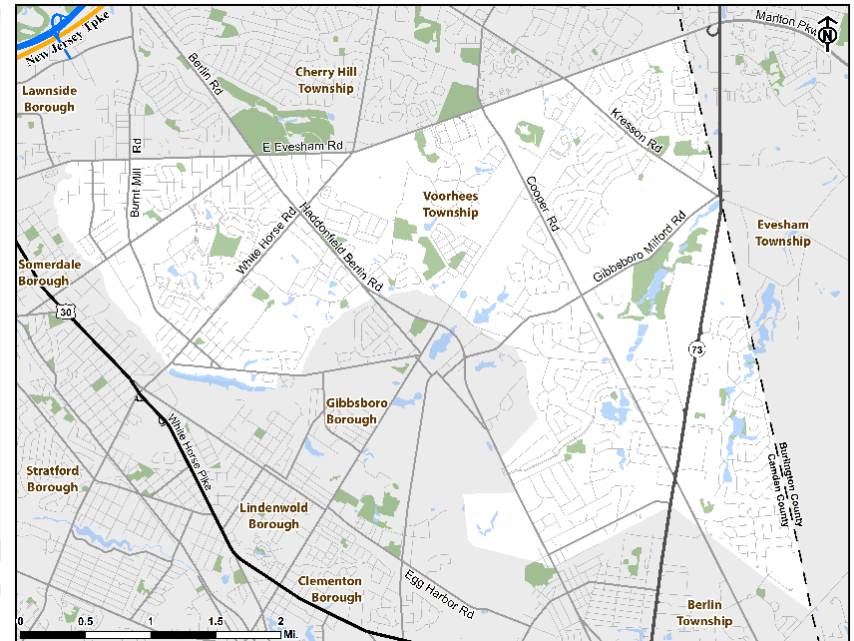 New Jersey Tpke
Marlton Pkwy
N
Berlin Rd
Cherry Hill
Township
Lawnside
Borough
Kresson Rd
Burnt Mill Rd
E Evesham Rd
Voorhees
Township
Cooper Rd
Haddonfield Berlin Rd
White Horse Rd
Gibbsboro Milford Rd
Evesham
Township
Somerdale
Borough
30
73
Gibbsboro
Borough
White Horse Pike
Stratford
Borough
Burlington County
Camden County
Lindenwold
Borough
Clementon
Borough
Egg Harbor Rd
Berlin
Township
0 0.5 1 1.5 2 Mi.